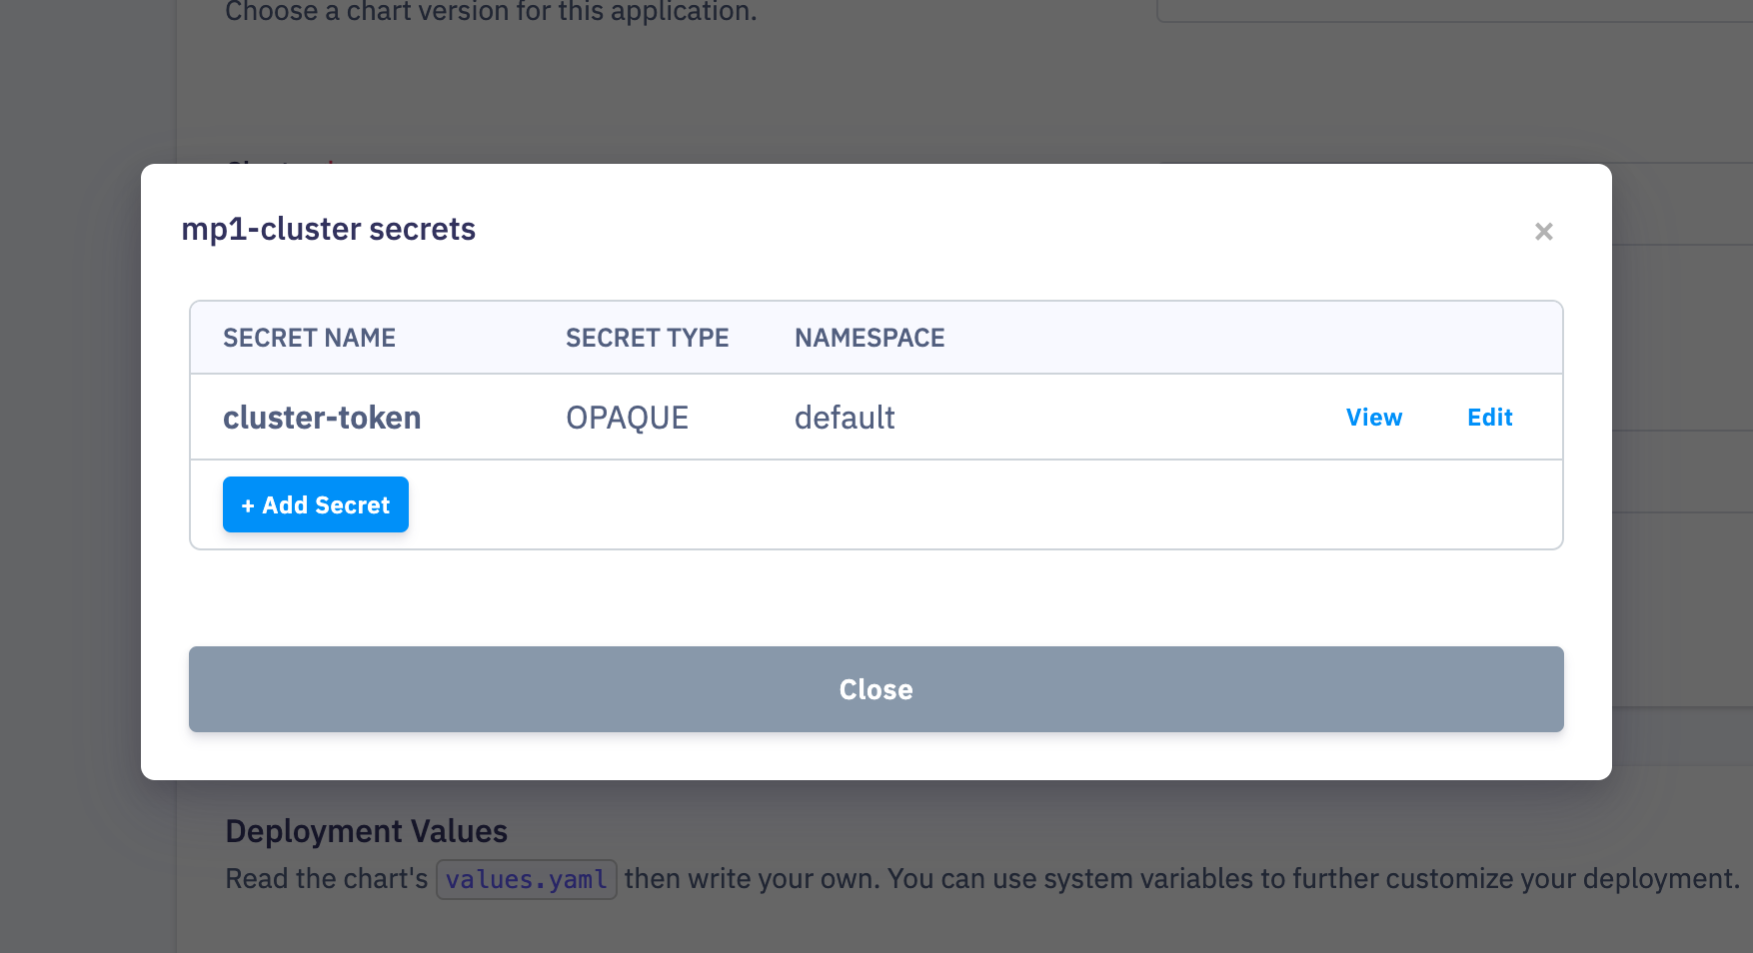 Choose a chart version for this application.
mp1-cluster secrets
×
SECRET NAME SECRET TYPE NAMESPACE
cluster-token OPAQUE default View Edit
+ Add Secret
Close
Deployment Values
Read the chart's values.yaml then write your own. You can use system variables to further customize your deployment.